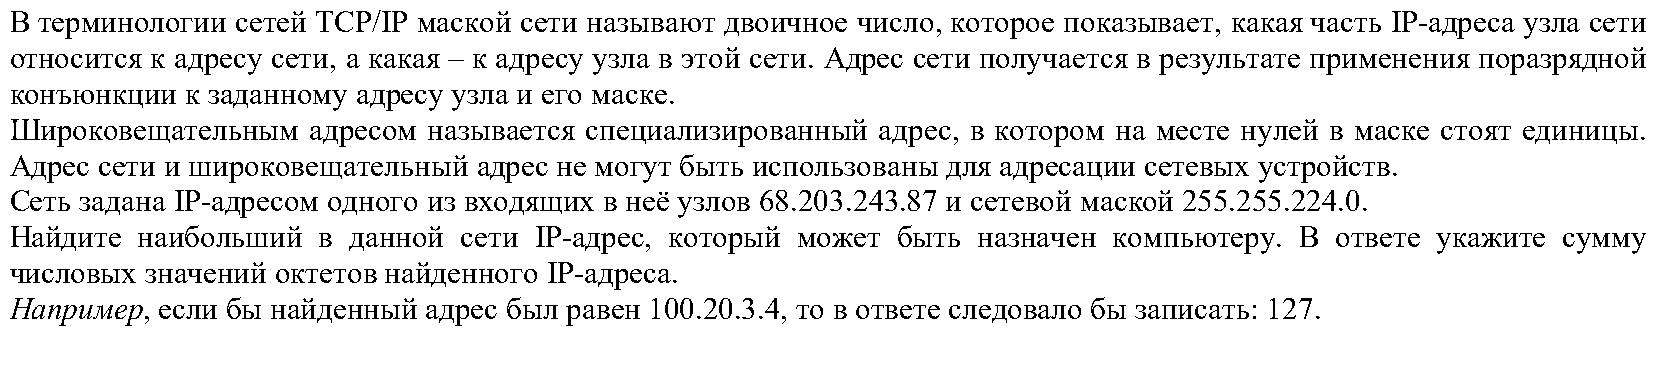 В терминологии сетей TCP/IP маской сети называют двоичное число, которое показывает, какая часть IP-адреса узла сети
относится к адресу сети, а какая – к адресу узла в этой сети. Адрес сети получается в результате применения поразрядной
конъюнкции к заданному адресу узла и его маске.
Широковещательным адресом называется специализированный адрес, в котором на месте нулей в маске стоят единицы.
Адрес сети и широковещательный адрес не могут быть использованы для адресации сетевых устройств.
Сеть задана IP-адресом одного из входящих в неё узлов 68.203.243.87 и сетевой маской 255.255.224.0.
Найдите наибольший в данной сети IP-адрес, который может быть назначен компьютеру. В ответе укажите сумму
числовых значений октетов найденного IP-адреса.
Например, если бы найденный адрес был равен 100.20.3.4, то в ответе следовало бы записать: 127.